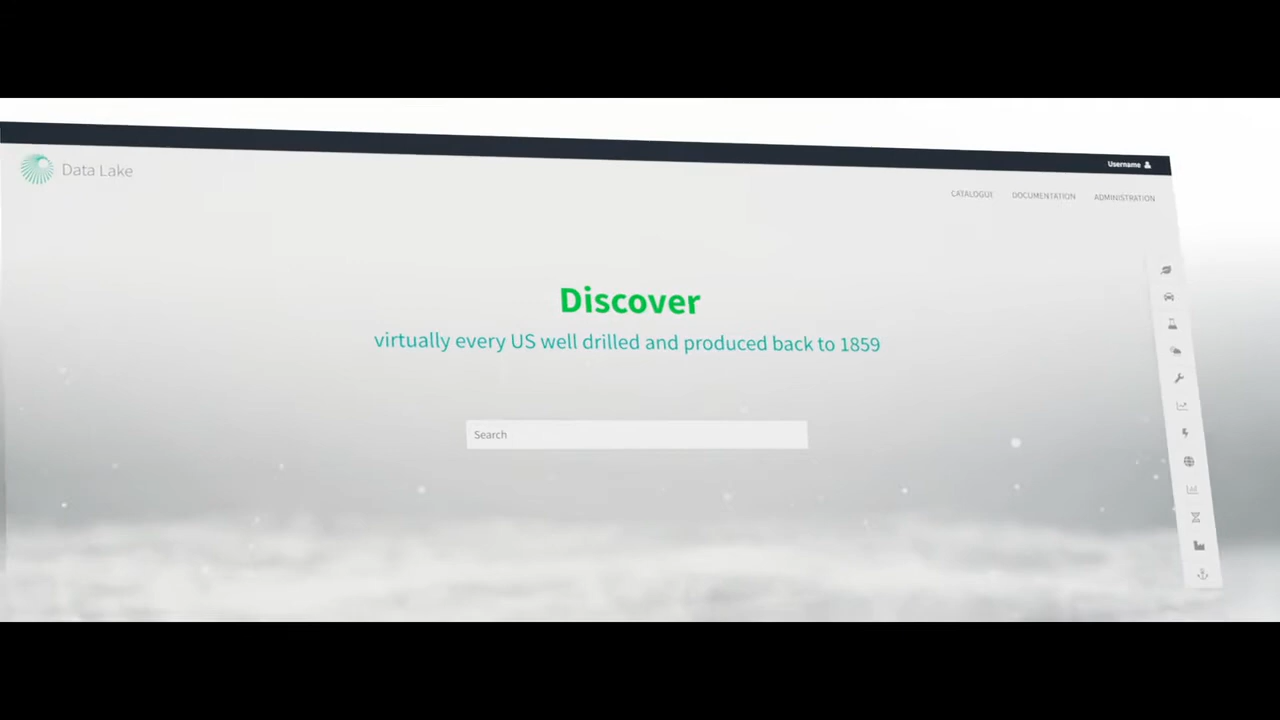 Username
Data Lake
CATALOGUE DOCUMENTATION ADMINISTRATION
Discover
virtually every US well drilled and produced back to 1859
Search